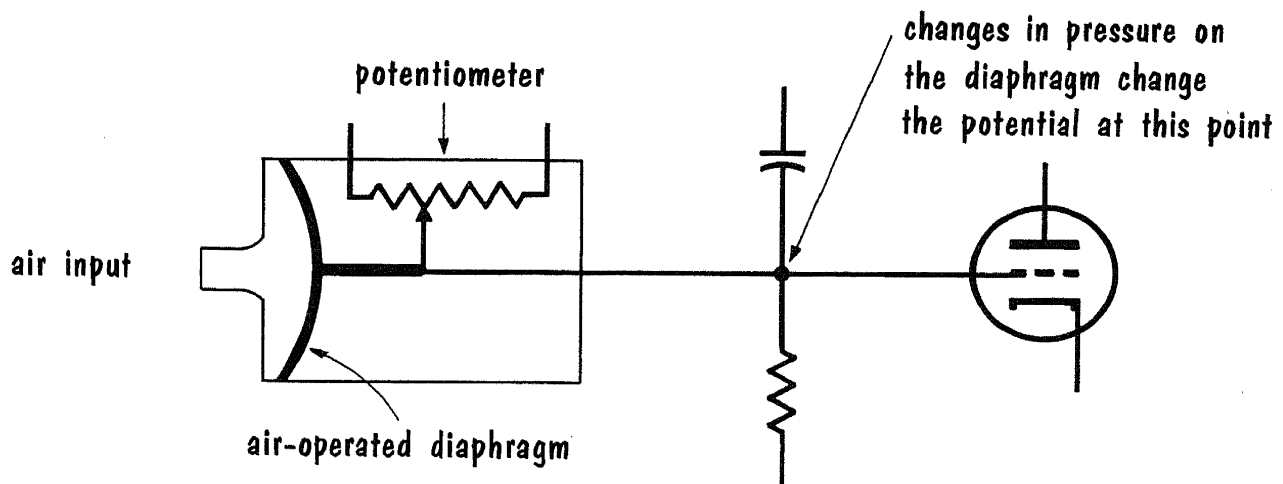 changes in pressure on
the diaphragm change
the potential at this point
potentiometer
air input
air-operated diaphragm